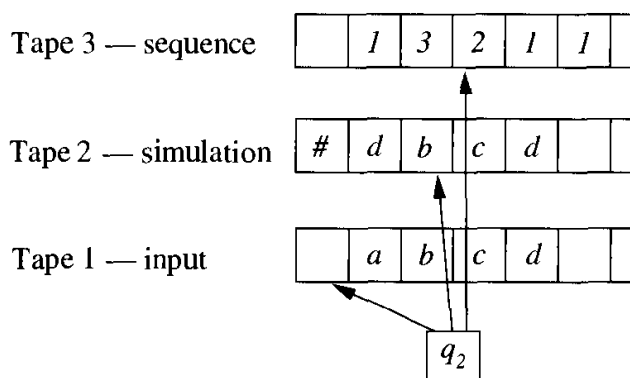 Tape 3 — sequence 1 3 2 1 1
Tape 2 — simulation # d b c d
Tape 1 — input a b c d
q2